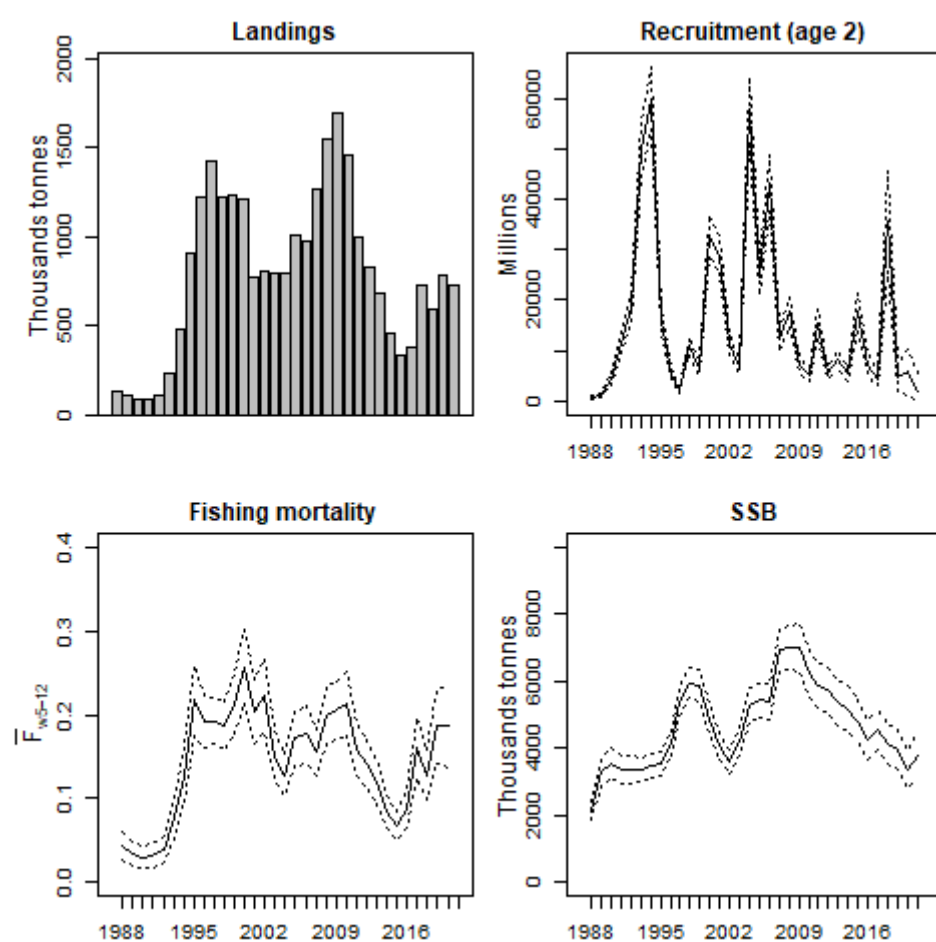 Landings
Thousands tonnes
2000
1500
1000
500
0
Recruitment (age 2)
Millions
60000
40000
20000
0
1988 1995 2002 2009 2016
Fishing mortality
F̅w5–12
0.4
0.3
0.2
0.1
0.0
1988 1995 2002 2009 2016
SSB
Thousands tonnes
8000
6000
4000
2000
0
1988 1995 2002 2009 2016